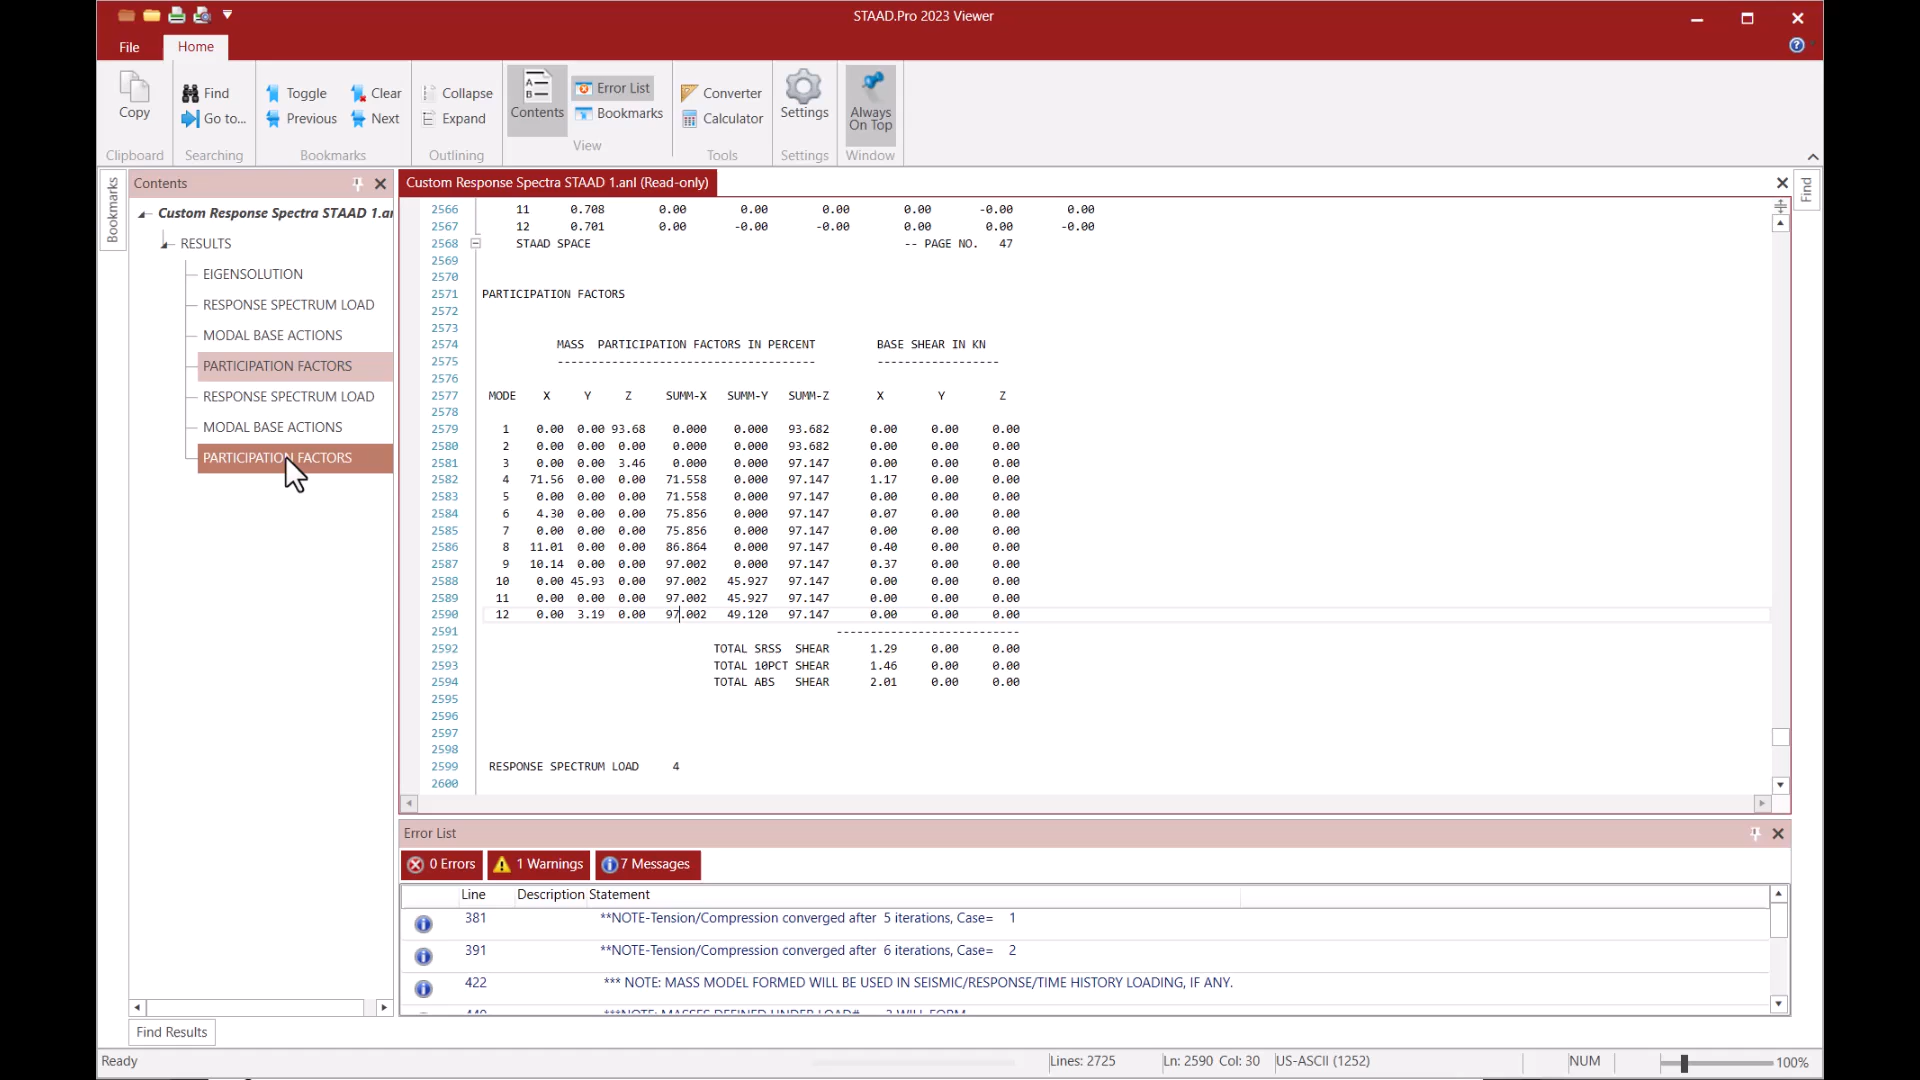 STAAD.Pro 2023 Viewer
File Home
Copy Find Go to... Toggle Previous Clear Next Collapse Expand Contents Error List Bookmarks Converter Calculator Settings Always On Top
Clipboard Searching Bookmarks Outlining View Tools Settings Window
Bookmarks
Contents
Custom Response Spectra STAAD 1.an
RESULTS
EIGENSOLUTION
RESPONSE SPECTRUM LOAD
MODAL BASE ACTIONS
PARTICIPATION FACTORS
RESPONSE SPECTRUM LOAD
MODAL BASE ACTIONS
PARTICIPATION FACTORS
Find Results
Custom Response Spectra STAAD 1.anl (Read-only)
Find
2566 11 0.708 0.00 0.00 0.00 0.00 -0.00 0.00
2567 12 0.701 0.00 -0.00 -0.00 0.00 0.00 -0.00
2568 STAAD SPACE -- PAGE NO. 47
2569
2570
2571 PARTICIPATION FACTORS
2572
2573
2574 MASS PARTICIPATION FACTORS IN PERCENT BASE SHEAR IN KN
2575 -------------------------------------- ------------------
2576
2577 MODE X Y Z SUMM-X SUMM-Y SUMM-Z X Y Z
2578
2579 1 0.00 0.00 93.68 0.000 0.000 93.682 0.00 0.00 0.00
2580 2 0.00 0.00 0.00 0.000 0.000 93.682 0.00 0.00 0.00
2581 3 0.00 0.00 3.46 0.000 0.000 97.147 0.00 0.00 0.00
2582 4 71.56 0.00 0.00 71.558 0.000 97.147 1.17 0.00 0.00
2583 5 0.00 0.00 0.00 71.558 0.000 97.147 0.00 0.00 0.00
2584 6 4.30 0.00 0.00 75.856 0.000 97.147 0.07 0.00 0.00
2585 7 0.00 0.00 0.00 75.856 0.000 97.147 0.00 0.00 0.00
2586 8 11.01 0.00 0.00 86.864 0.000 97.147 0.40 0.00 0.00
2587 9 10.14 0.00 0.00 97.002 0.000 97.147 0.37 0.00 0.00
2588 10 0.00 45.93 0.00 97.002 45.927 97.147 0.00 0.00 0.00
2589 11 0.00 0.00 0.00 97.002 45.927 97.147 0.00 0.00 0.00
2590 12 0.00 3.19 0.00 97.002 49.120 97.147 0.00 0.00 0.00
2591 ---------------------------
2592 TOTAL SRSS SHEAR 1.29 0.00 0.00
2593 TOTAL 10PCT SHEAR 1.46 0.00 0.00
2594 TOTAL ABS SHEAR 2.01 0.00 0.00
2595
2596
2597
2598
2599 RESPONSE SPECTRUM LOAD 4
2600
Error List
0 Errors 1 Warnings 7 Messages
Line Description Statement
381 **NOTE-Tension/Compression converged after 5 iterations, Case= 1
391 **NOTE-Tension/Compression converged after 6 iterations, Case= 2
422 *** NOTE: MASS MODEL FORMED WILL BE USED IN SEISMIC/RESPONSE/TIME HISTORY LOADING, IF ANY.
Ready Lines: 2725 Ln: 2590 Col: 30 US-ASCII (1252) NUM 100%